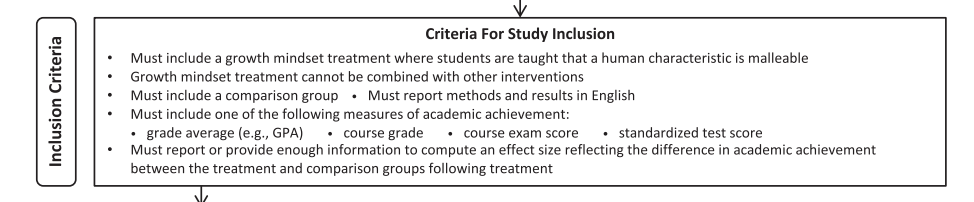 Inclusion Criteria
Criteria For Study Inclusion
• Must include a growth mindset treatment where students are taught that a human characteristic is malleable
• Growth mindset treatment cannot be combined with other interventions
• Must include a comparison group • Must report methods and results in English
• Must include one of the following measures of academic achievement:
• grade average (e.g., GPA) • course grade • course exam score • standardized test score
• Must report or provide enough information to compute an effect size reflecting the difference in academic achievement
between the treatment and comparison groups following treatment